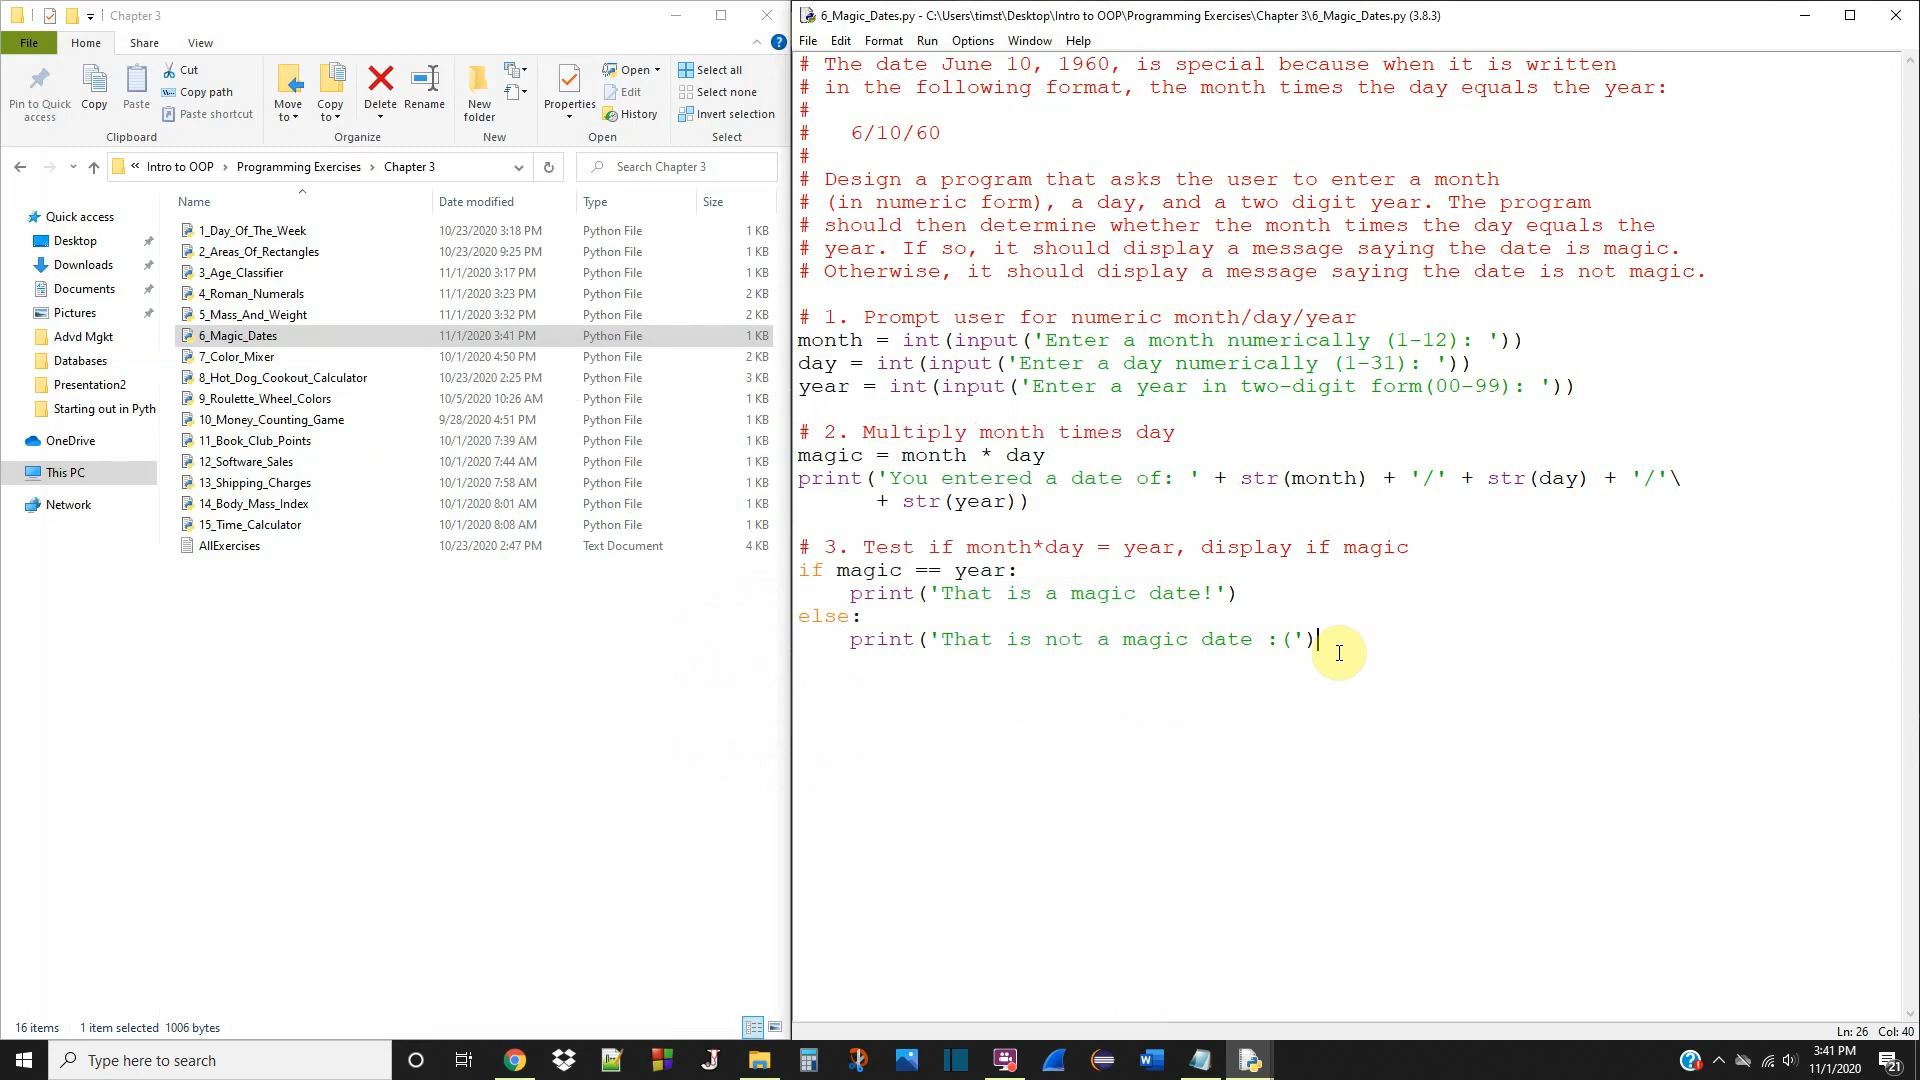 Chapter 3
File Home Share View
Pin to Quick access
Copy
Paste
Cut
Copy path
Paste shortcut
Clipboard
Move to
Copy to
Delete
Rename
Organize
New folder
New
Properties
Open
Edit
History
Open
Select all
Select none
Invert selection
Select
« Intro to OOP › Programming Exercises › Chapter 3
Search Chapter 3
Quick access
Desktop
Downloads
Documents
Pictures
Advd Mgkt
Databases
Presentation2
Starting out in Pyth
OneDrive
This PC
Network
Name Date modified Type Size
1_Day_Of_The_Week 10/23/2020 3:18 PM Python File 1 KB
2_Areas_Of_Rectangles 10/23/2020 9:25 PM Python File 1 KB
3_Age_Classifier 11/1/2020 3:17 PM Python File 1 KB
4_Roman_Numerals 11/1/2020 3:23 PM Python File 2 KB
5_Mass_And_Weight 11/1/2020 3:32 PM Python File 2 KB
6_Magic_Dates 11/1/2020 3:41 PM Python File 1 KB
7_Color_Mixer 10/1/2020 4:50 PM Python File 2 KB
8_Hot_Dog_Cookout_Calculator 10/23/2020 2:25 PM Python File 3 KB
9_Roulette_Wheel_Colors 10/5/2020 10:26 AM Python File 1 KB
10_Money_Counting_Game 9/28/2020 4:51 PM Python File 1 KB
11_Book_Club_Points 10/1/2020 7:39 AM Python File 1 KB
12_Software_Sales 10/1/2020 7:44 AM Python File 1 KB
13_Shipping_Charges 10/1/2020 7:58 AM Python File 1 KB
14_Body_Mass_Index 10/1/2020 8:01 AM Python File 1 KB
15_Time_Calculator 10/1/2020 8:08 AM Python File 1 KB
AllExercises 10/23/2020 2:47 PM Text Document 4 KB
16 items 1 item selected 1006 bytes
6_Magic_Dates.py - C:\Users\timst\Desktop\Intro to OOP\Programming Exercises\Chapter 3\6_Magic_Dates.py (3.8.3)
File Edit Format Run Options Window Help
# The date June 10, 1960, is special because when it is written
# in the following format, the month times the day equals the year:
#
#   6/10/60
#
# Design a program that asks the user to enter a month
# (in numeric form), a day, and a two digit year. The program
# should then determine whether the month times the day equals the
# year. If so, it should display a message saying the date is magic.
# Otherwise, it should display a message saying the date is not magic.
# 1. Prompt user for numeric month/day/year
month = int(input('Enter a month numerically (1-12): '))
day = int(input('Enter a day numerically (1-31): '))
year = int(input('Enter a year in two-digit form(00-99): '))
# 2. Multiply month times day
magic = month * day
print('You entered a date of: ' + str(month) + '/' + str(day) + '/'\
      + str(year))
# 3. Test if month*day = year, display if magic
if magic == year:
    print('That is a magic date!')
else:
    print('That is not a magic date :(')
Ln: 26 Col: 40
Type here to search
3:41 PM
11/1/2020
21